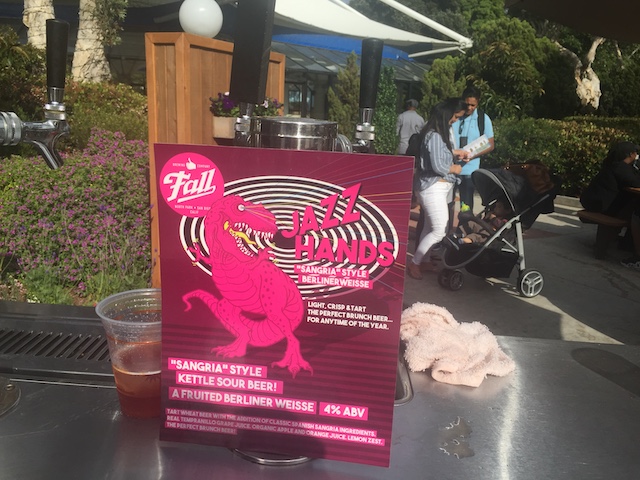 Fall
JAZZ
HANDS
"SANGRIA" STYLE
BERLINERWEISSE
LIGHT, CRISP & TART
THE PERFECT BRUNCH BEER...
FOR ANYTIME OF THE YEAR.
"SANGRIA" STYLE
KETTLE SOUR BEER!
A FRUITED BERLINER WEISSE 4% ABV
TART WHEAT BEER WITH THE ADDITION OF CLASSIC SPANISH SANGRIA INGREDIENTS.
REAL TEMPRANILLO GRAPE JUICE, ORGANIC APPLE AND ORANGE JUICE, LEMON ZEST.
THE PERFECT BRUNCH